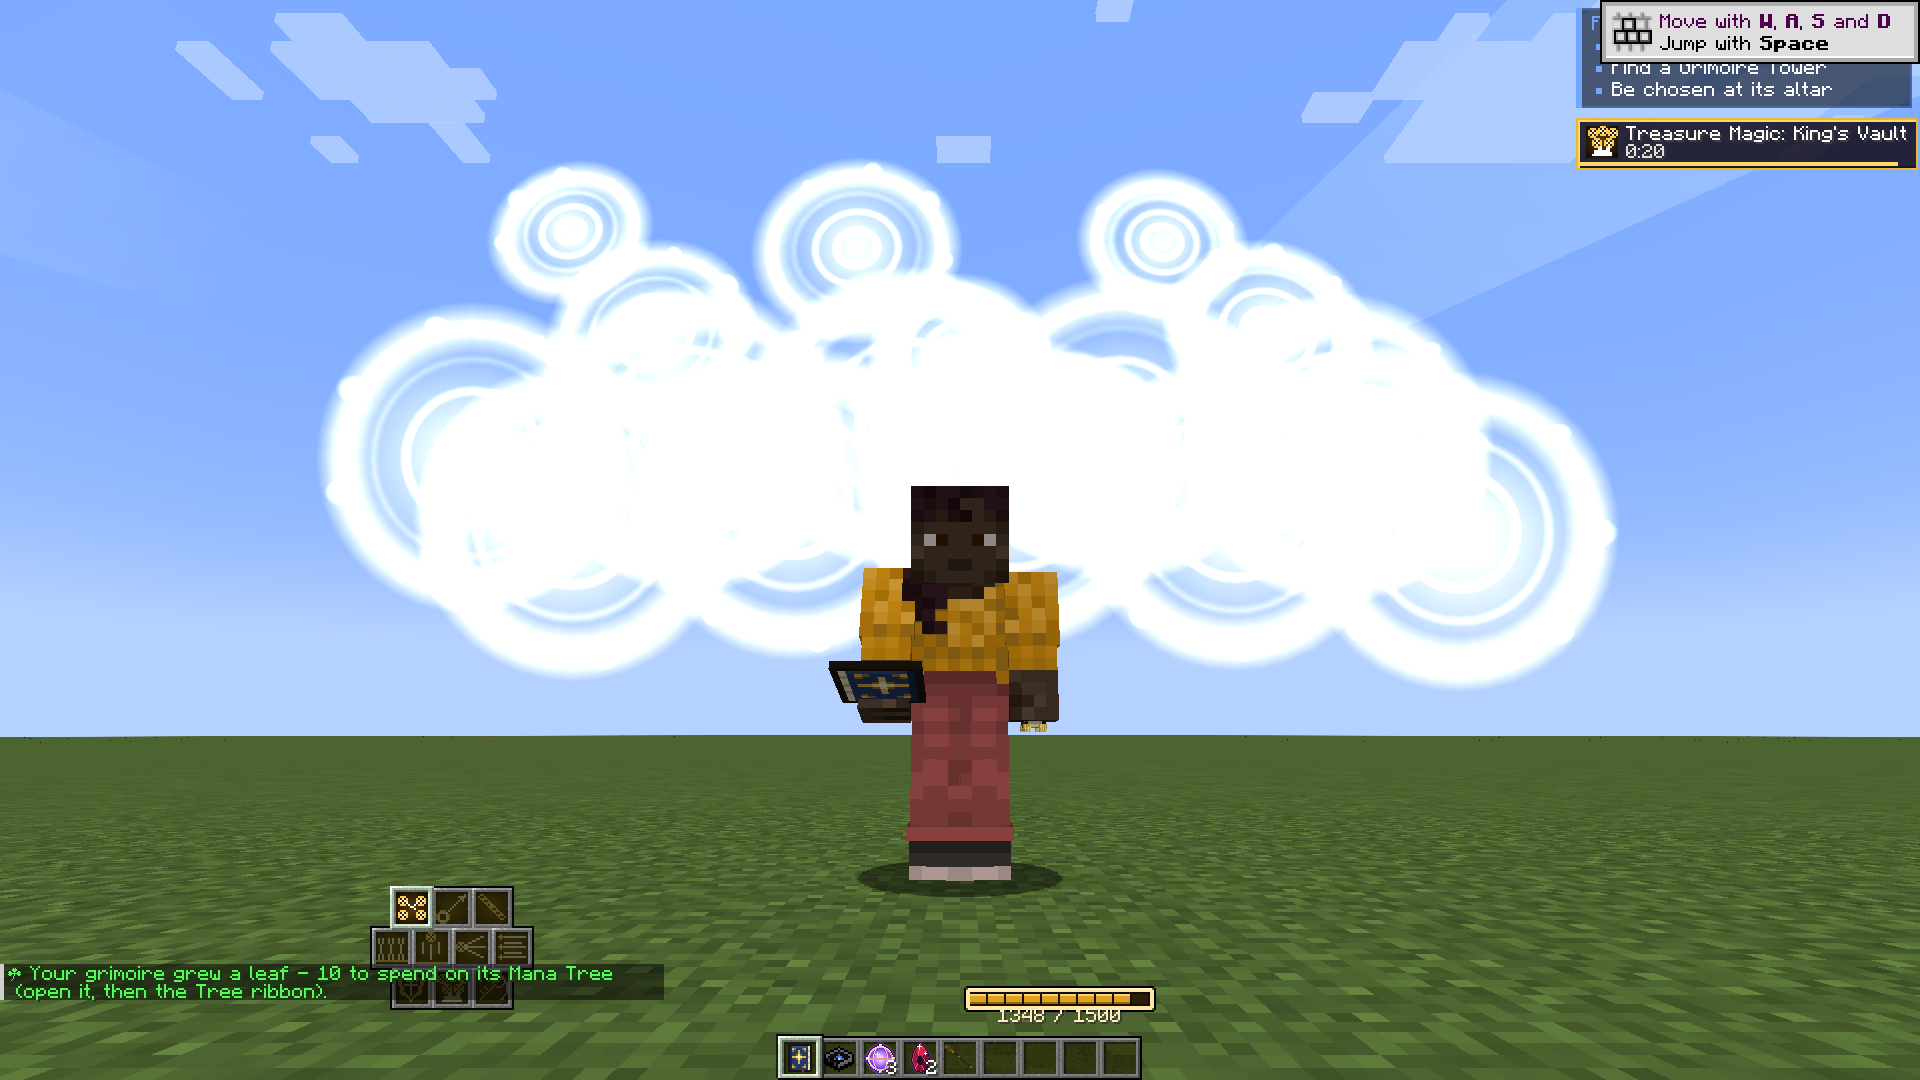 Move with W, A, S and D
Jump with Space
Find a Grimoire Tower
Be chosen at its altar
Treasure Magic: King's Vault
0:20
☘ Your grimoire grew a leaf – 10 to spend on its Mana Tree
(open it, then the Tree ribbon).
1348 / 1500
3
2